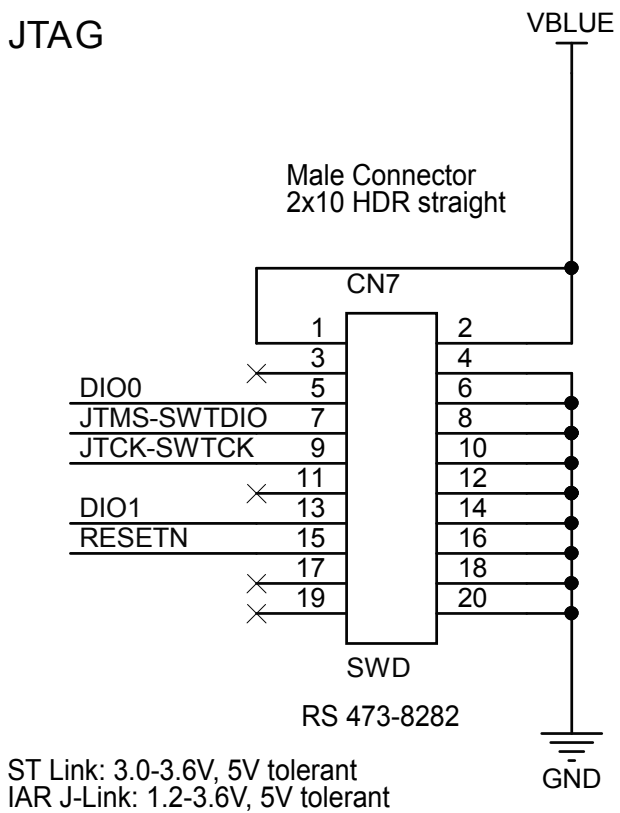 JTAG
VBLUE
Male Connector
2x10 HDR straight
CN7
1 2
3 4
DIO0 5 6
JTMS-SWTDIO 7 8
JTCK-SWTCK 9 10
11 12
DIO1 13 14
RESETN 15 16
17 18
19 20
SWD
RS 473-8282
GND
ST Link: 3.0-3.6V, 5V tolerant
IAR J-Link: 1.2-3.6V, 5V tolerant